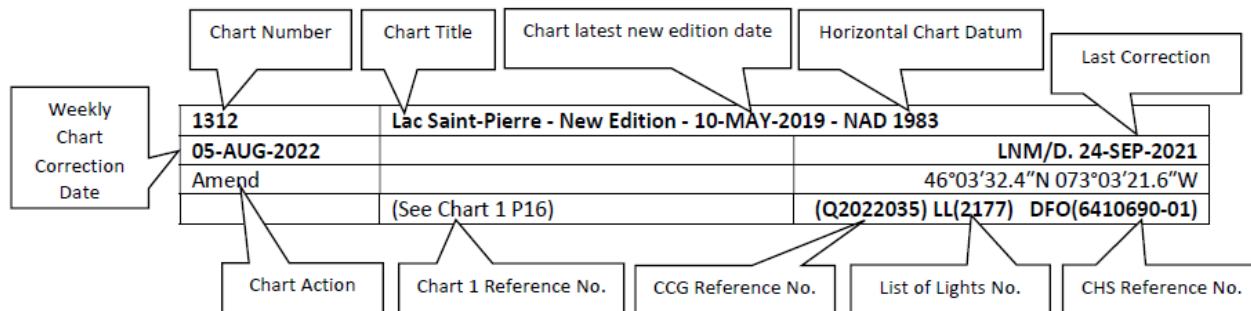 Chart Number
Chart Title
Chart latest new edition date
Horizontal Chart Datum
Last Correction
Weekly
Chart
Correction
Date
1312 Lac Saint-Pierre - New Edition - 10-MAY-2019 - NAD 1983
05-AUG-2022 LNM/D. 24-SEP-2021
Amend 46°03′32.4″N 073°03′21.6″W
(See Chart 1 P16) (Q2022035) LL(2177) DFO(6410690-01)
Chart Action
Chart 1 Reference No.
CCG Reference No.
List of Lights No.
CHS Reference No.